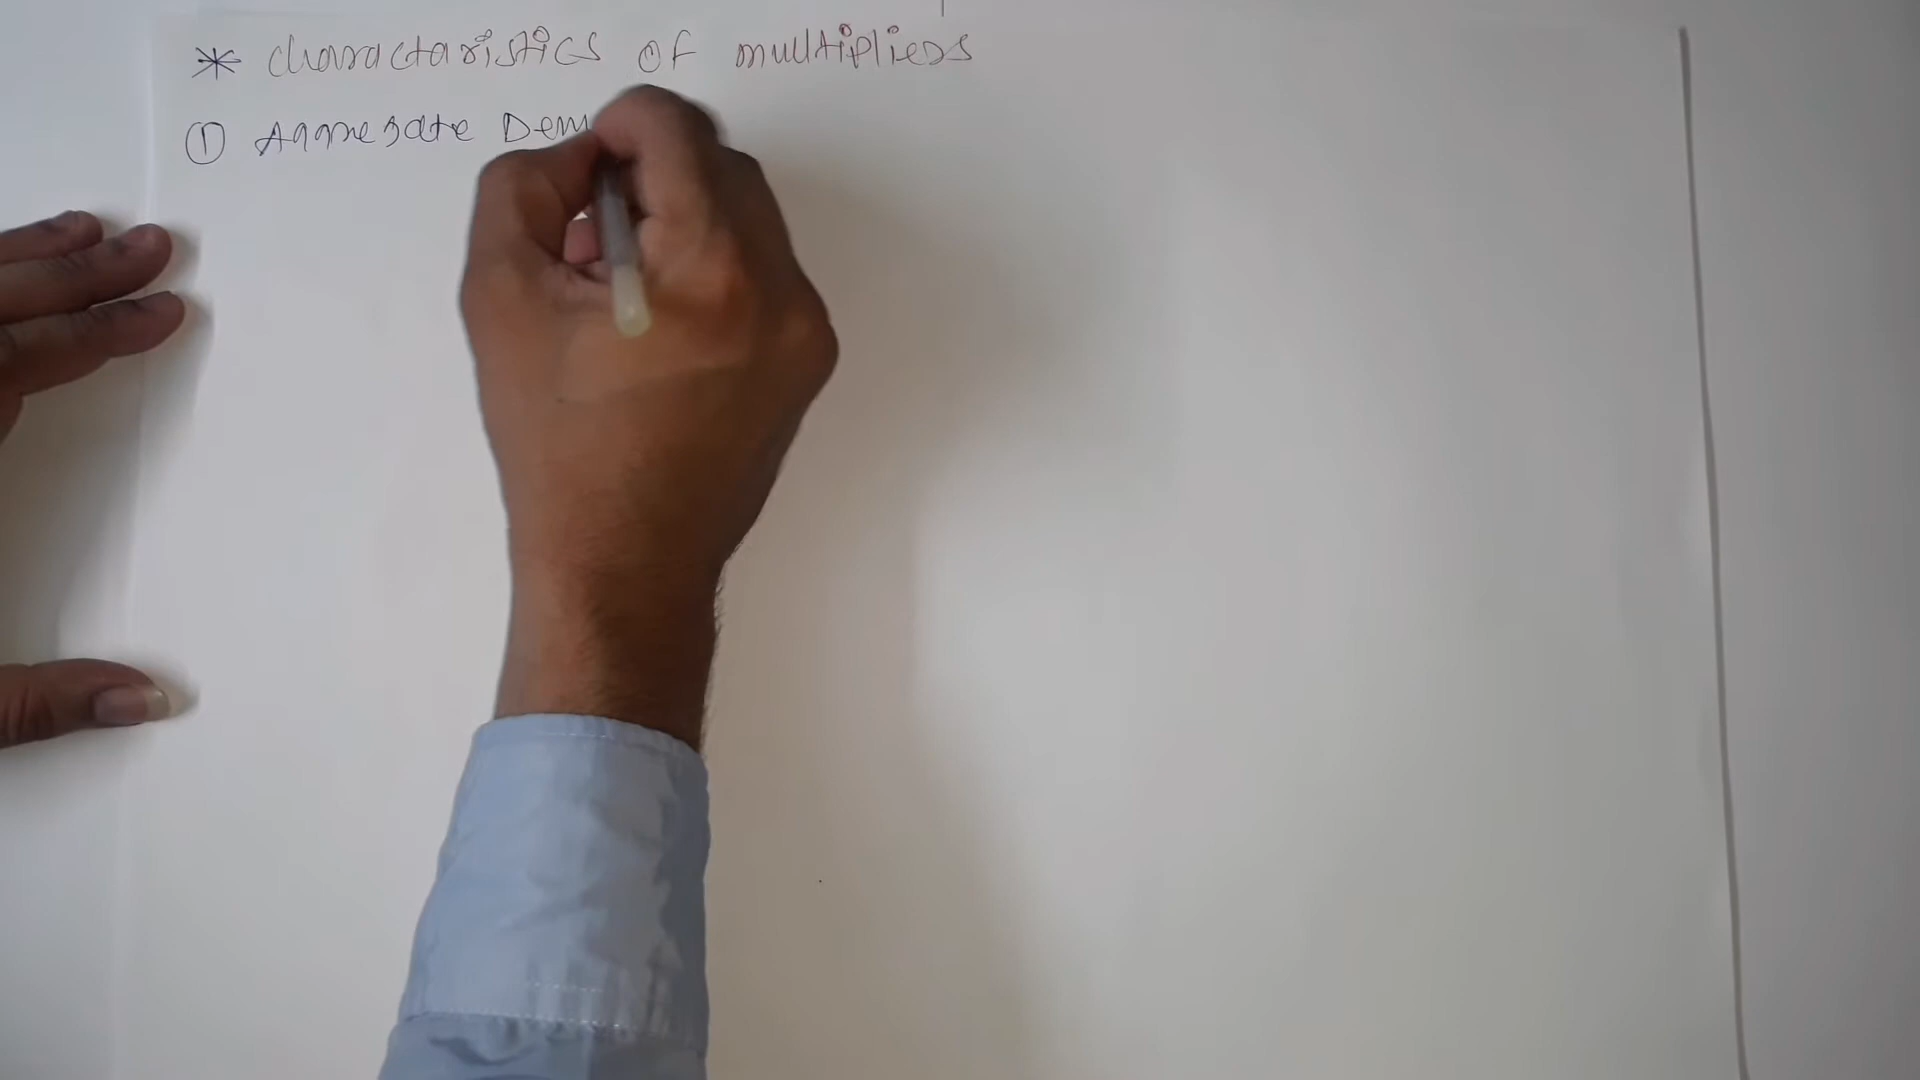 * characteristics of multipliers
① Aggregate Dem